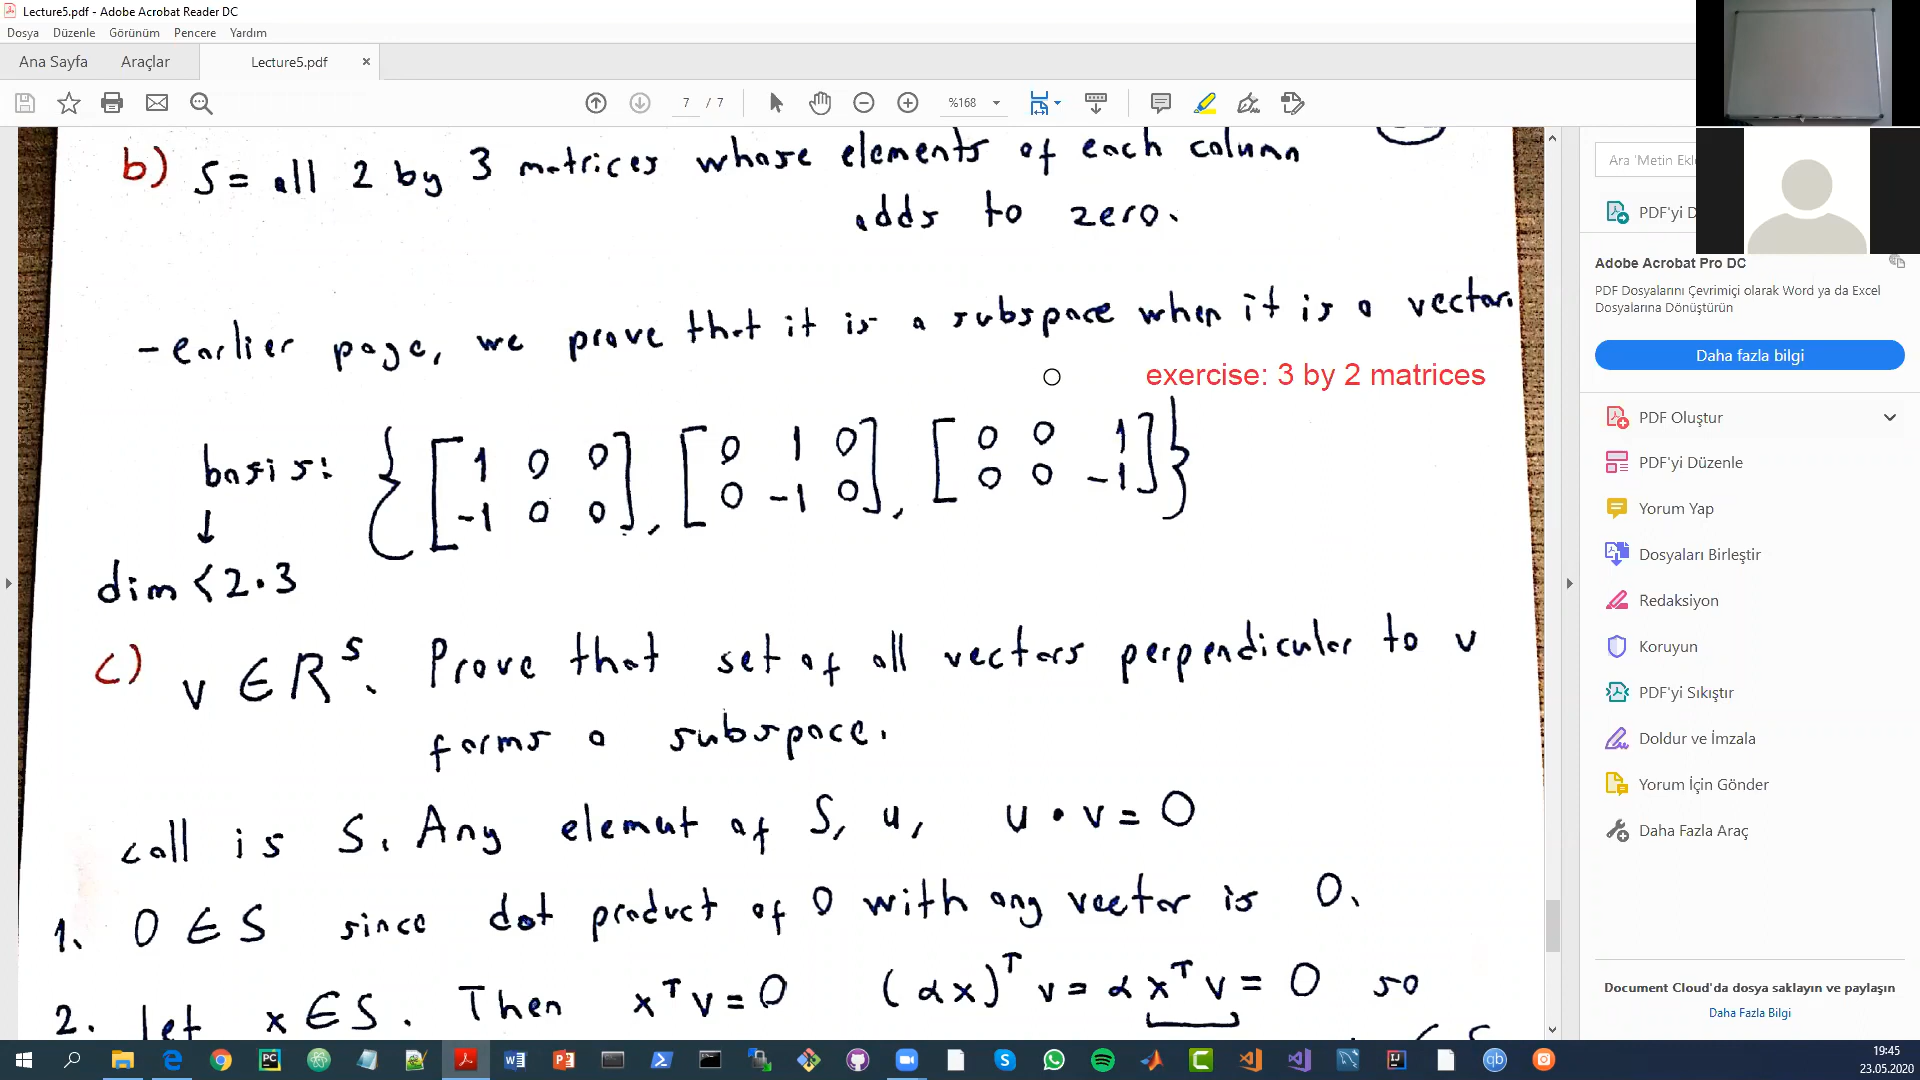 Lecture5.pdf - Adobe Acrobat Reader DC
Dosya Düzenle Görünüm Pencere Yardım
Ana Sayfa Araçlar Lecture5.pdf ×
7 / 7 %168
b) S = all 2 by 3 matrices whose elements of each column
adds to zero.
- earlier page, we prove that it is a subspace when it is a vector
exercise: 3 by 2 matrices
basis: { [ 1 0 0 ] [ 0 1 0 ] [ 0 0 1 ] }
[ -1 0 0 ], [ 0 -1 0 ], [ 0 0 -1 ]
↓
dim < 2.3
c) v ∈ R⁵. Prove that set of all vectors perpendicular to v
forms a subspace.
call is S. Any element of S, u, u • v = 0
1. 0 ∈ S since dot product of 0 with any vector is 0.
2. let x ∈ S. Then xᵀv = 0 (αx)ᵀ v = α xᵀ v = 0 so
Ara 'Metin Ekl
PDF'yi D
Adobe Acrobat Pro DC
PDF Dosyalarını Çevrimiçi olarak Word ya da Excel
Dosyalarına Dönüştürün
Daha fazla bilgi
PDF Oluştur
PDF'yi Düzenle
Yorum Yap
Dosyaları Birleştir
Redaksiyon
Koruyun
PDF'yi Sıkıştır
Doldur ve İmzala
Yorum İçin Gönder
Daha Fazla Araç
Document Cloud'da dosya saklayın ve paylaşın
Daha Fazla Bilgi
19:45
23.05.2020